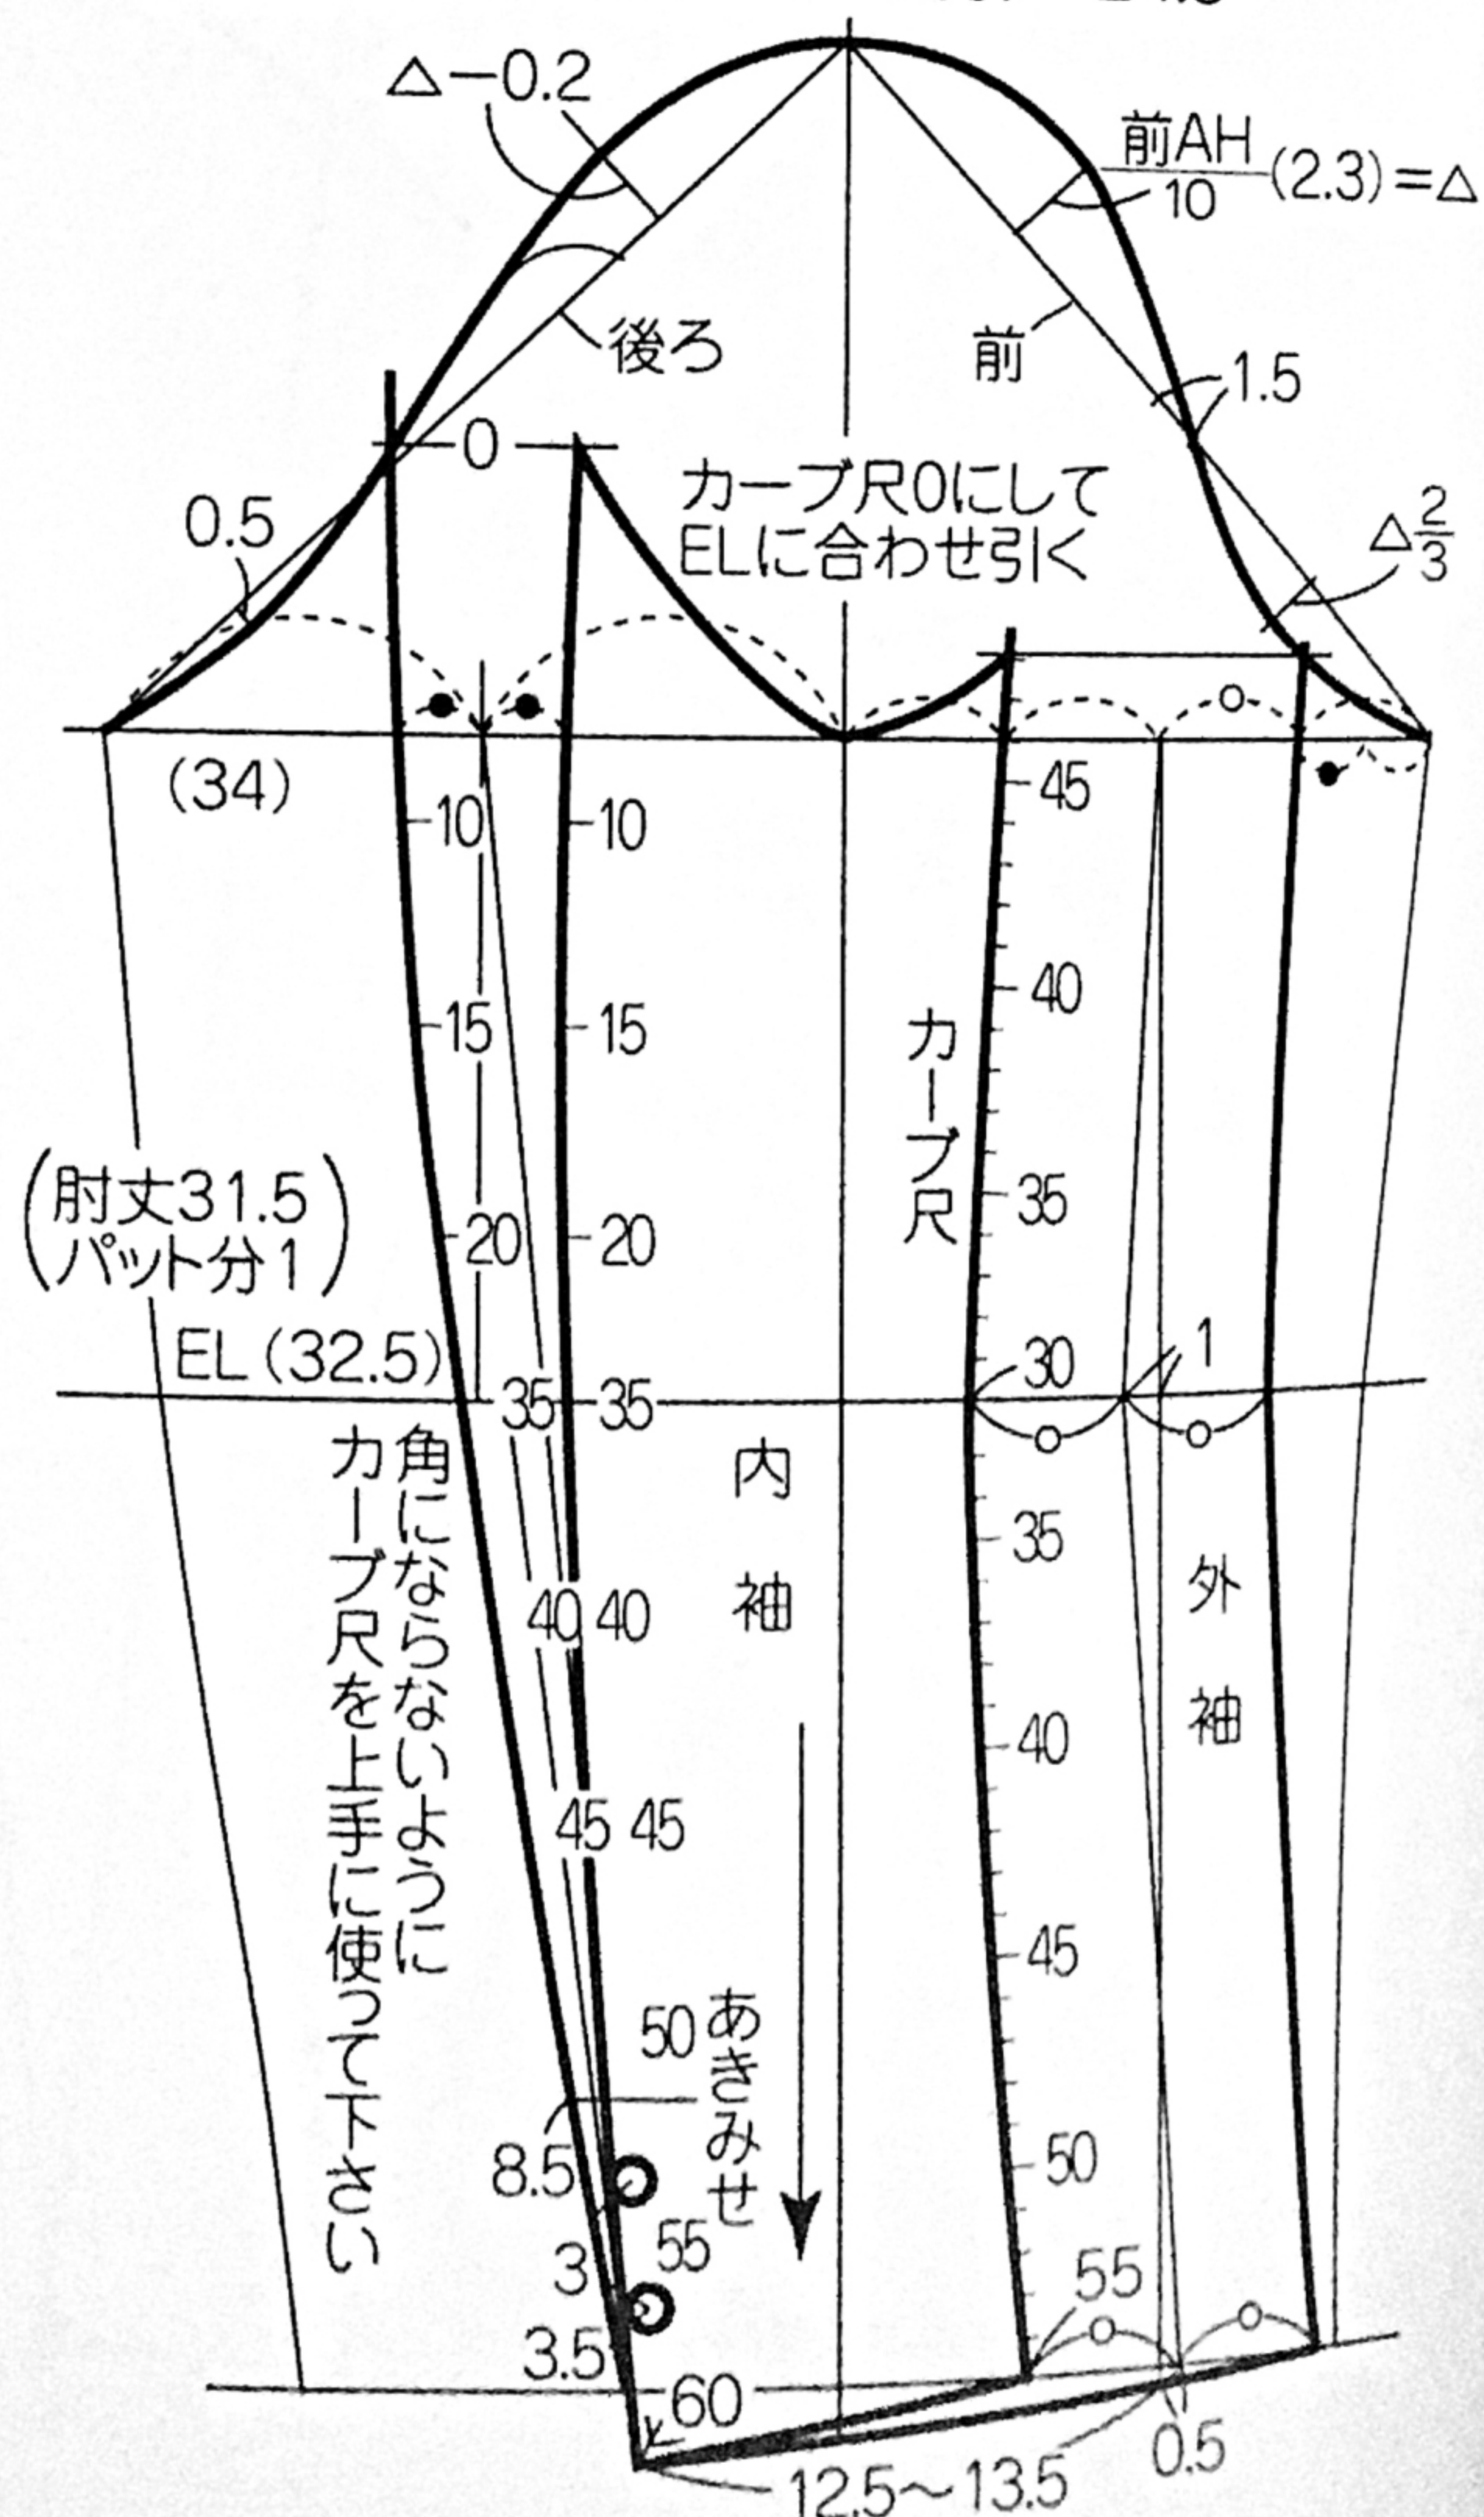 △−0.2
前AH/10 (2.3)=△
後ろ
前
1.5
0
カーブ尺0にして
ELに合わせ引く
0.5
△2/3
(34)
10
10
45
15
15
40
カーブ尺
35
(肘丈31.5
パット分1)
20
20
EL(32.5)
30
1
35
35
角にならないように
カーブ尺を上手に使って下さい
内袖
外袖
35
40
40
40
45
45
45
50
あきみせ
8.5
50
3
55
55
3.5
60
0.5
12.5〜13.5